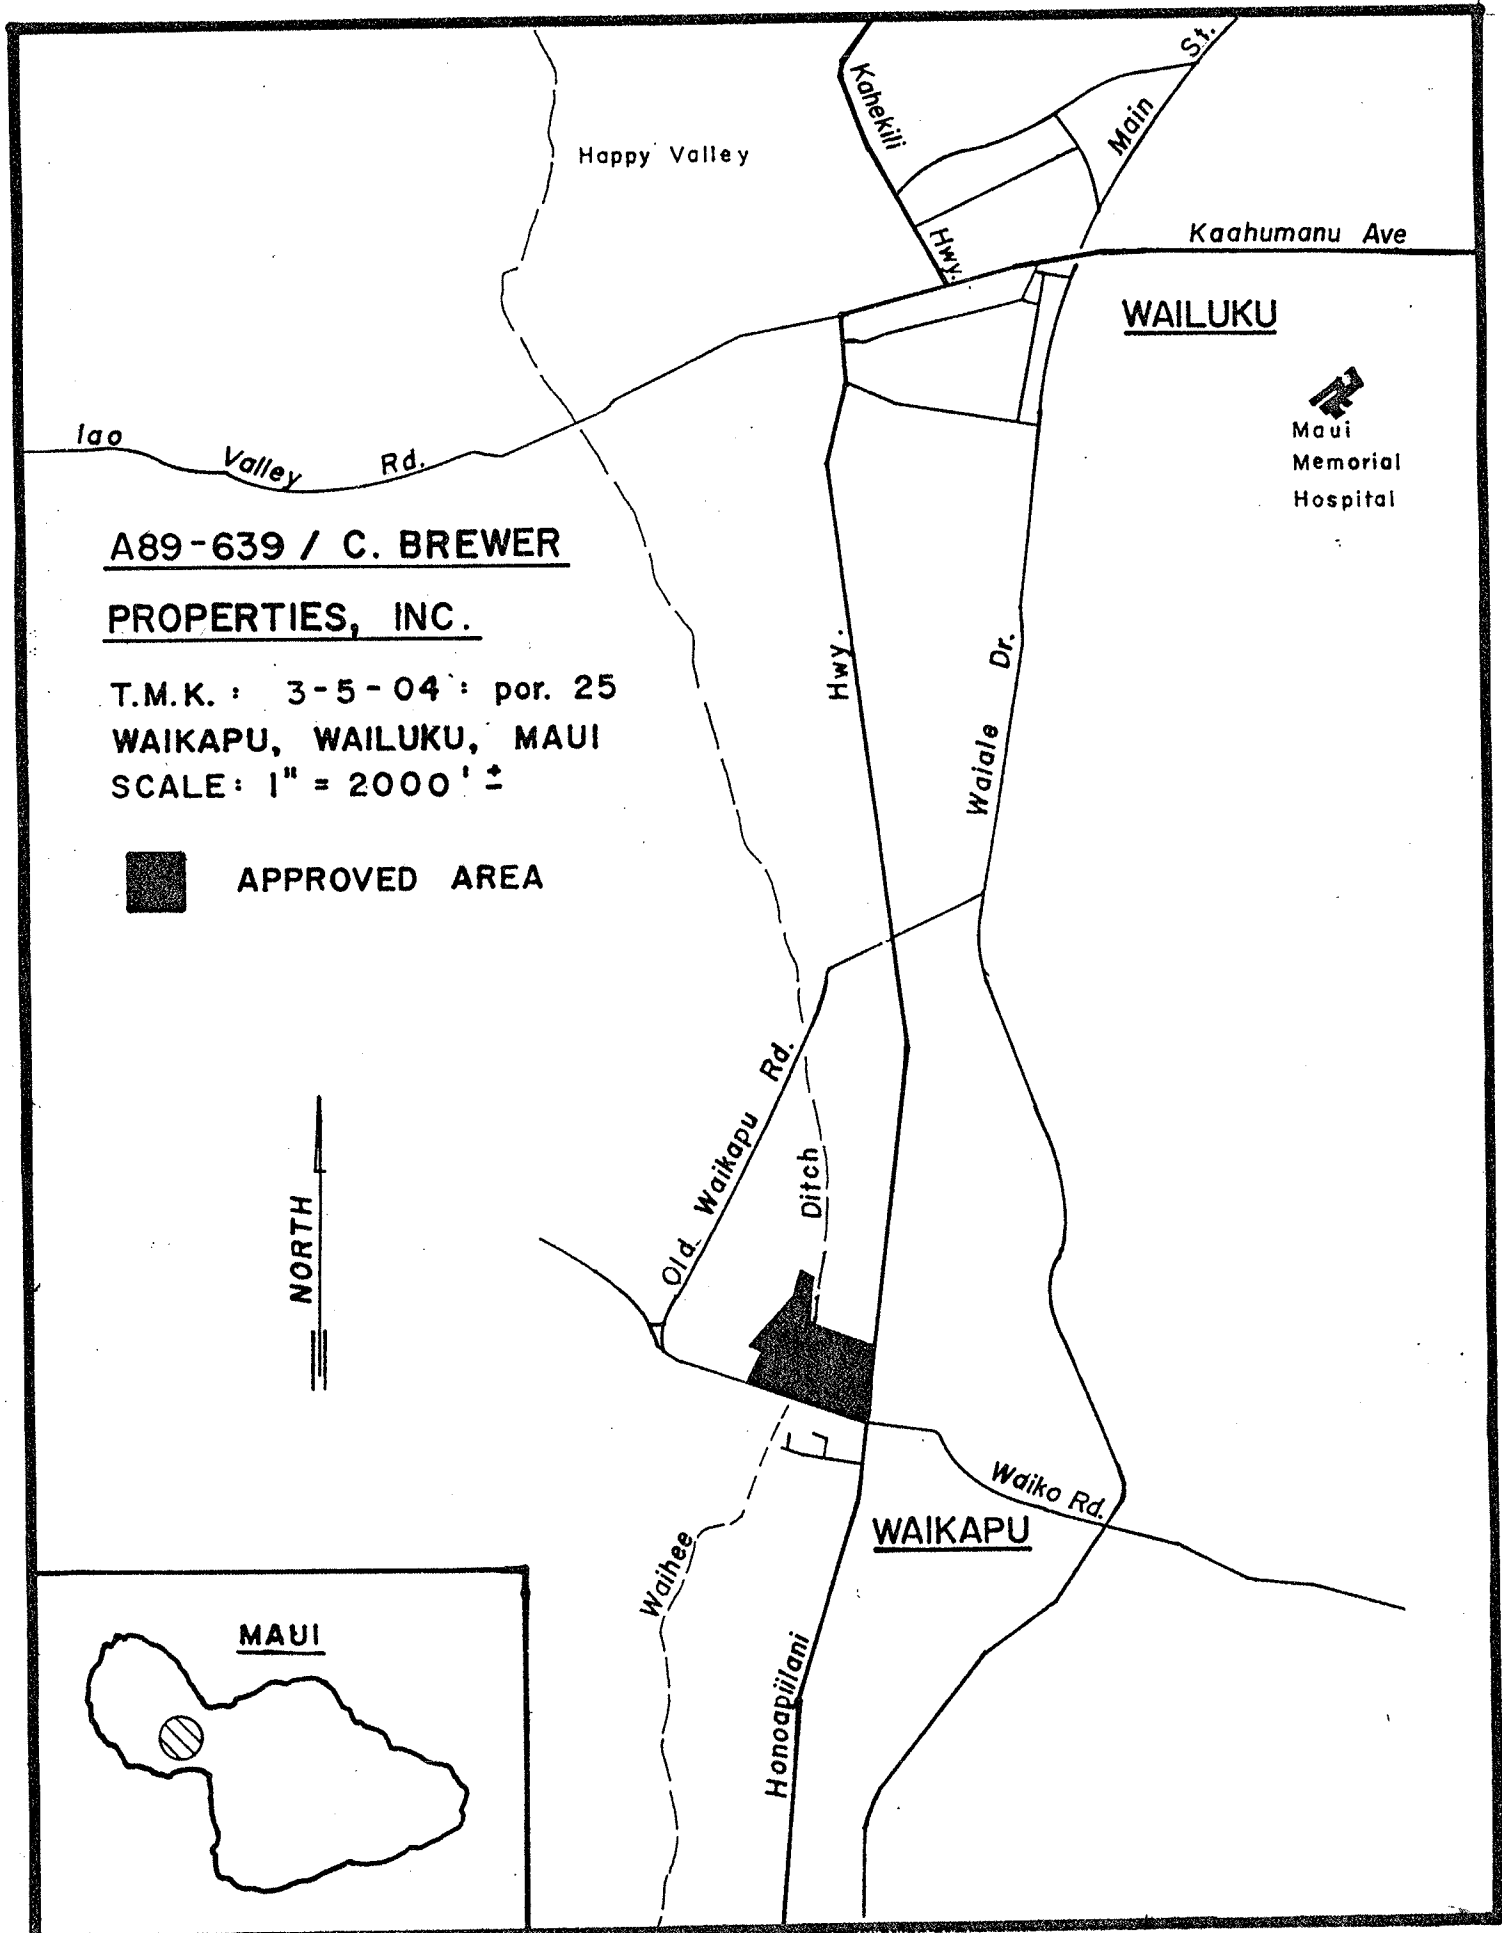 St.
Kahekili
Main
Happy Valley
Hwy.
Kaahumanu Ave
WAILUKU
Maui
Memorial
Hospital
Iao
Valley
Rd.
A89-639 / C. BREWER
PROPERTIES, INC.
T.M.K. : 3-5-04 : por. 25
WAIKAPU, WAILUKU, MAUI
SCALE: 1" = 2000' ±
APPROVED AREA
Hwy.
Waiale Dr.
Old Waikapu Rd.
Ditch
NORTH
Waiko Rd.
WAIKAPU
Waihee
Honoapiilani
MAUI